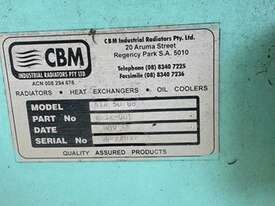 CBM
INDUSTRIAL RADIATORS PTY LTD
ACN 008 294 676
CBM Industrial Radiators Pty. Ltd.
20 Aruma Street
Regency Park S.A. 5010
Telephone (08) 8340 7225
Facsimile (08) 8340 7236
RADIATORS • HEAT EXCHANGERS • OIL COOLERS
MODEL
PART No
DATE
SERIAL
QUALITY ASSURED PRODUCTS